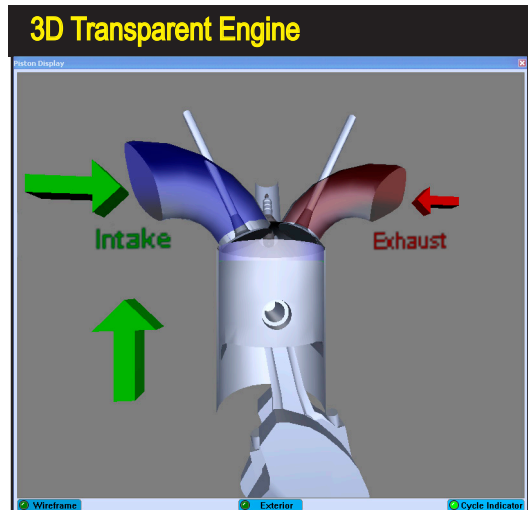 3D Transparent Engine
Piston Display
Intake
Exhaust
Wireframe
Exterior
Cycle Indicator